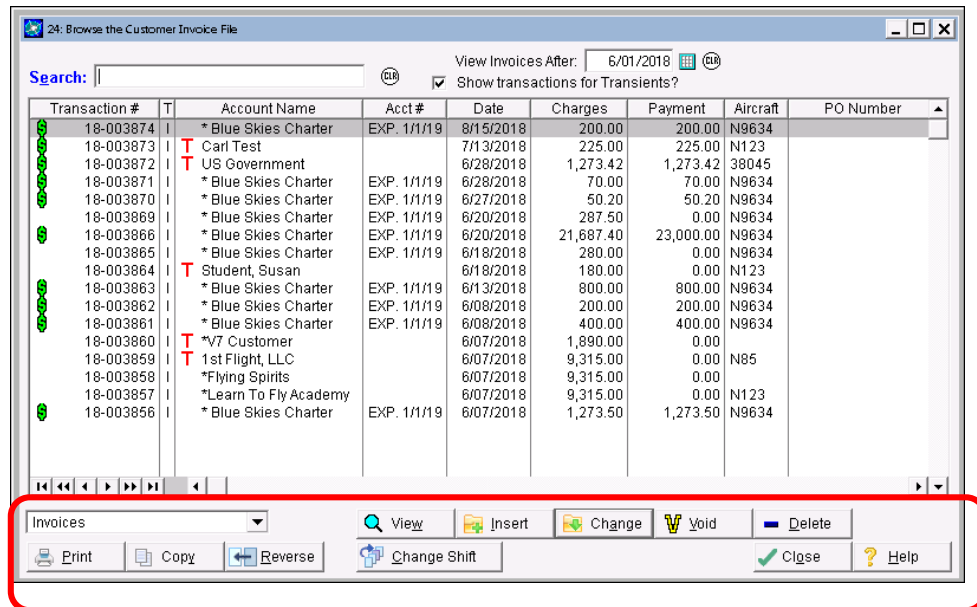 24: Browse the Customer Invoice File
View Invoices After: 6/01/2018 CLR
Search: CLR Show transactions for Transients?
Transaction # T Account Name Acct # Date Charges Payment Aircraft PO Number
$ 18-003874 I * Blue Skies Charter EXP. 1/1/19 8/15/2018 200.00 200.00 N9634
$ 18-003873 I T Carl Test 7/13/2018 225.00 225.00 N123
$ 18-003872 I T US Government 6/28/2018 1,273.42 1,273.42 38045
$ 18-003871 I * Blue Skies Charter EXP. 1/1/19 6/28/2018 70.00 70.00 N9634
$ 18-003870 I * Blue Skies Charter EXP. 1/1/19 6/27/2018 50.20 50.20 N9634
18-003869 I * Blue Skies Charter EXP. 1/1/19 6/20/2018 287.50 0.00 N9634
$ 18-003866 I * Blue Skies Charter EXP. 1/1/19 6/20/2018 21,687.40 23,000.00 N9634
18-003865 I * Blue Skies Charter EXP. 1/1/19 6/18/2018 280.00 0.00 N9634
18-003864 I T Student, Susan 6/18/2018 180.00 0.00 N123
$ 18-003863 I * Blue Skies Charter EXP. 1/1/19 6/13/2018 800.00 800.00 N9634
$ 18-003862 I * Blue Skies Charter EXP. 1/1/19 6/08/2018 200.00 200.00 N9634
$ 18-003861 I * Blue Skies Charter EXP. 1/1/19 6/08/2018 400.00 400.00 N9634
18-003860 I T *V7 Customer 6/07/2018 1,890.00 0.00
18-003859 I T 1st Flight, LLC 6/07/2018 9,315.00 0.00 N85
18-003858 I *Flying Spirits 6/07/2018 9,315.00 0.00
18-003857 I *Learn To Fly Academy 6/07/2018 9,315.00 0.00 N123
$ 18-003856 I * Blue Skies Charter EXP. 1/1/19 6/07/2018 1,273.50 1,273.50 N9634
Invoices View Insert Change Void Delete
Print Copy Reverse Change Shift Close Help